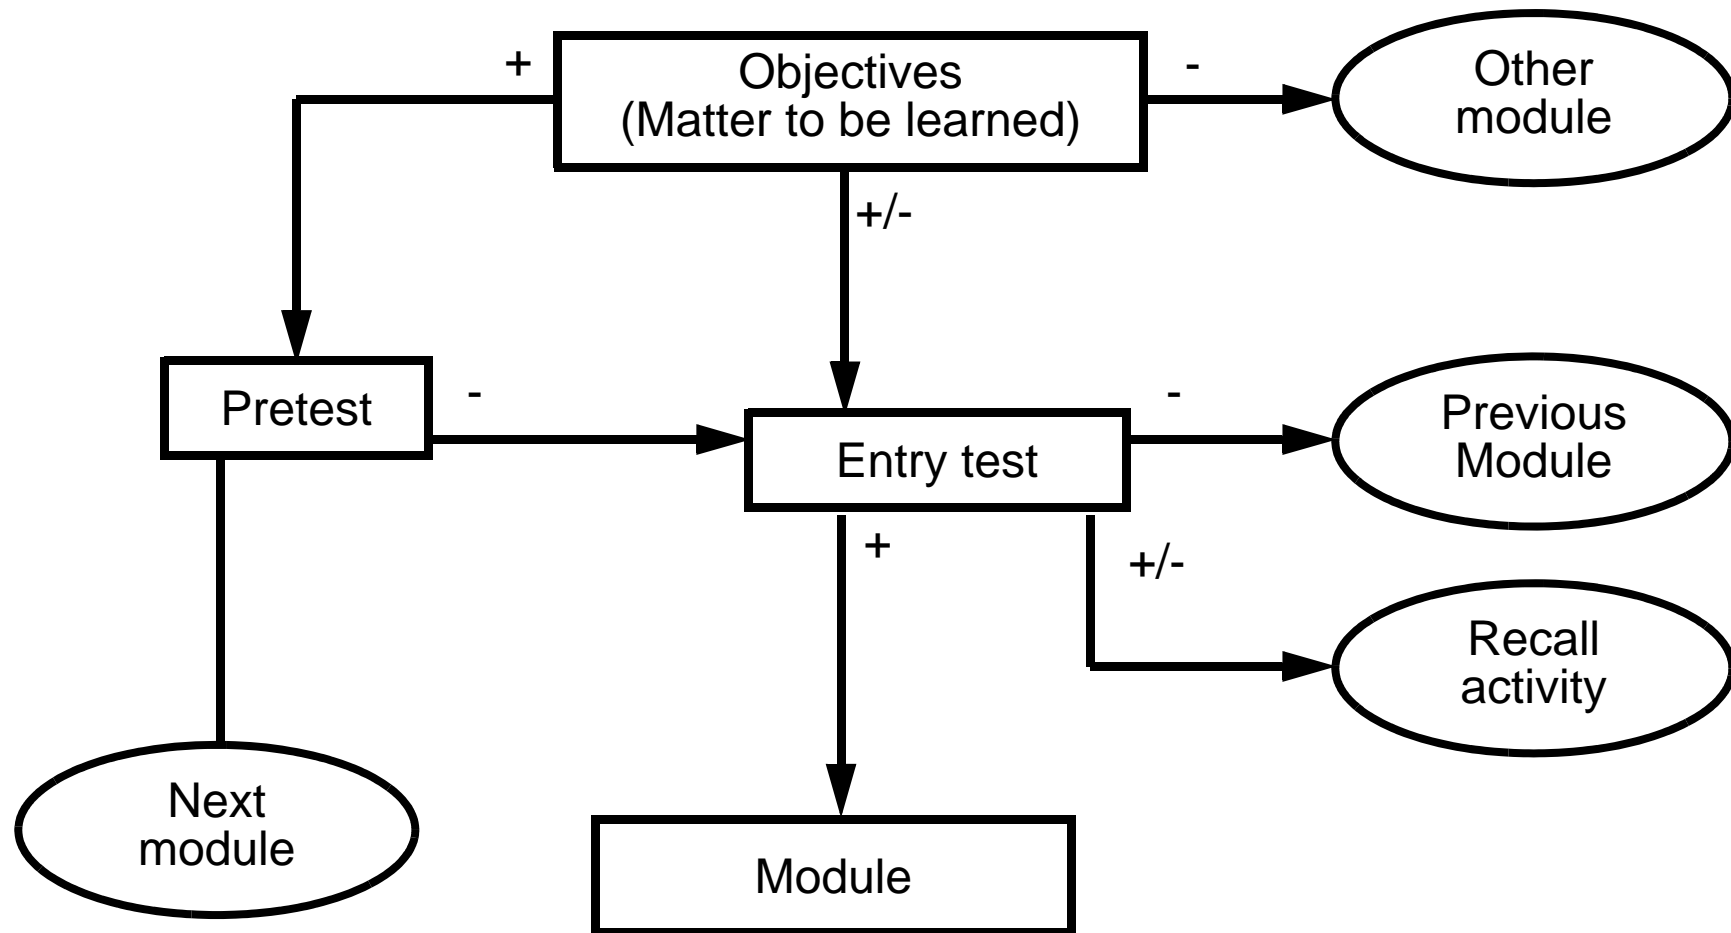 +
Objectives
(Matter to be learned)
-
Other
module
+/-
Pretest
-
Entry test
-
Previous
Module
+
+/-
Recall
activity
Next
module
Module